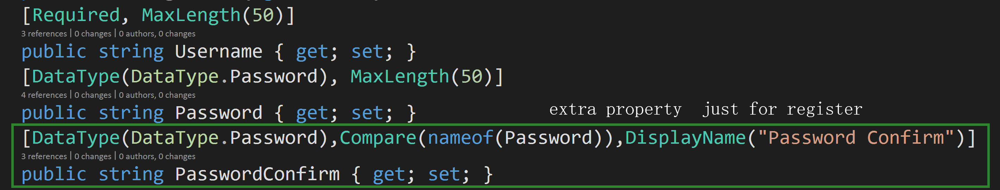 [Required, MaxLength(50)]
3 references | 0 changes | 0 authors, 0 changes
public string Username { get; set; }
[DataType(DataType.Password), MaxLength(50)]
4 references | 0 changes | 0 authors, 0 changes
public string Password { get; set; }
extra property  just for register
[DataType(DataType.Password),Compare(nameof(Password)),DisplayName("Password Confirm")]
3 references | 0 changes | 0 authors, 0 changes
public string PasswordConfirm { get; set; }